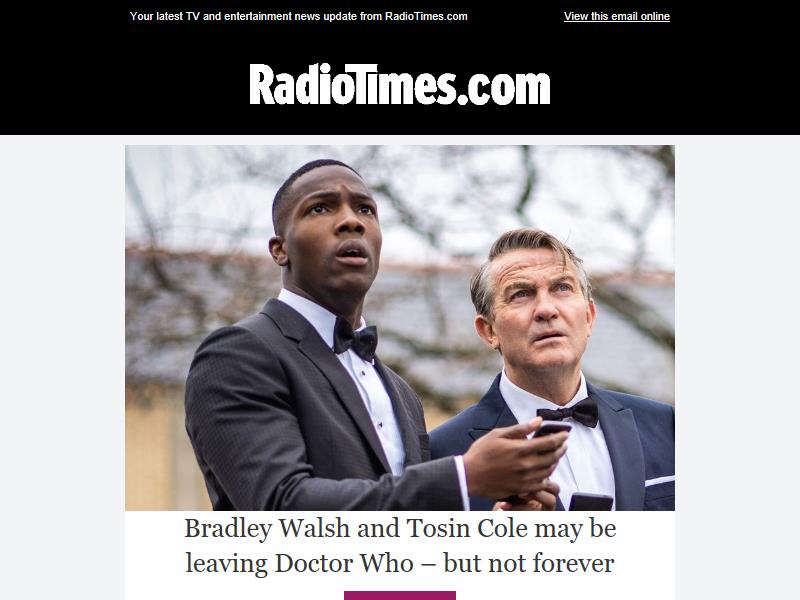 Your latest TV and entertainment news update from RadioTimes.com
View this email online
RadioTimes.com
Bradley Walsh and Tosin Cole may be
leaving Doctor Who – but not forever